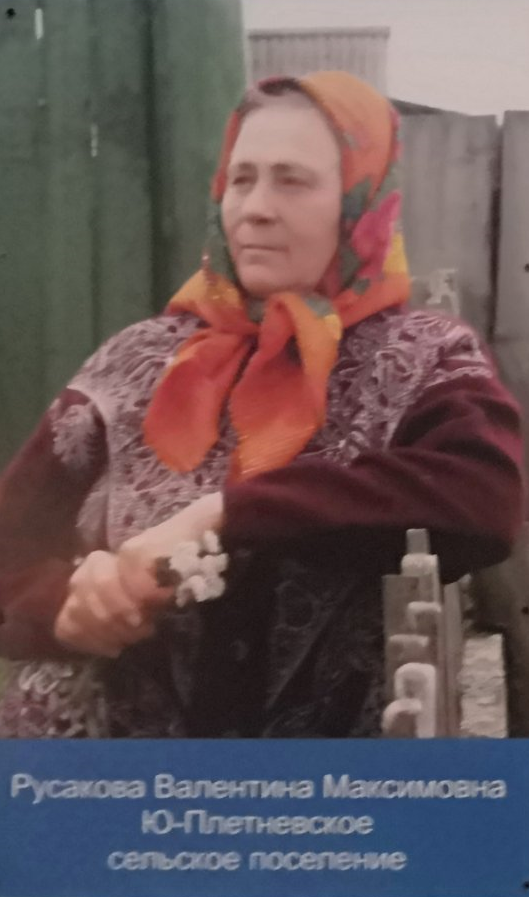 Русакова Валентина Максимовна
Ю-Плетневское
сельское поселение